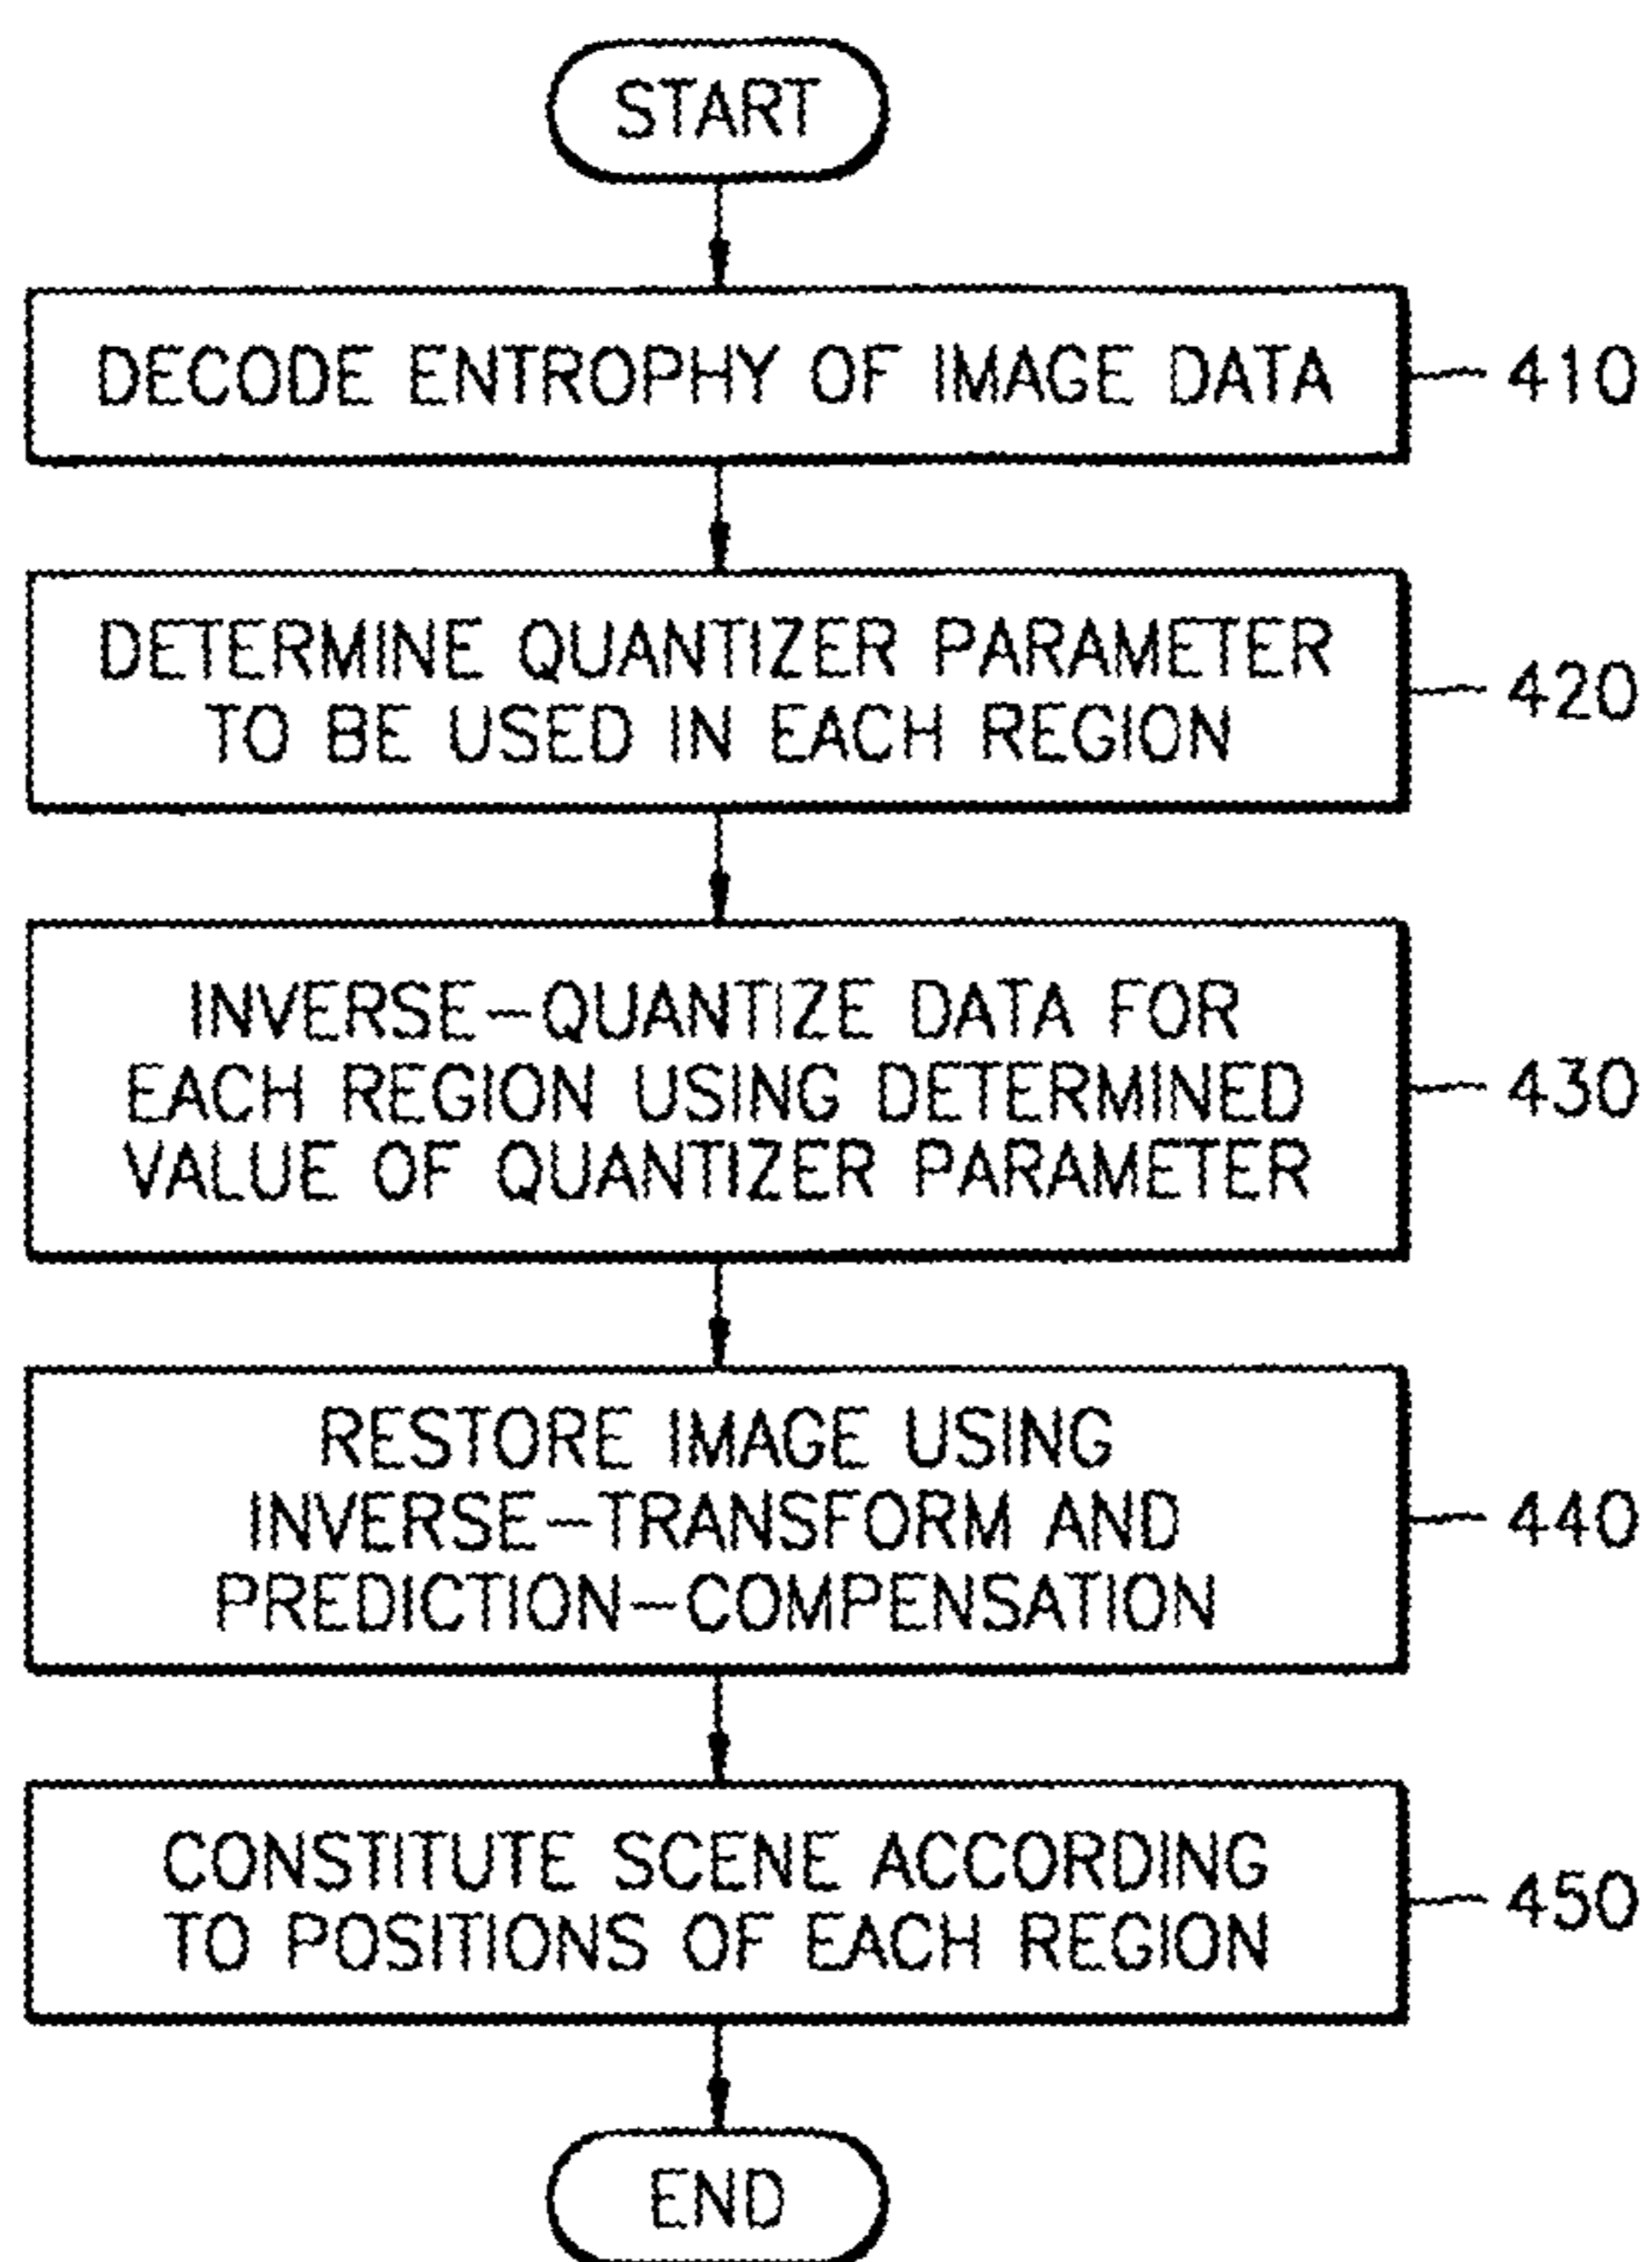 START
DECODE ENTROPHY OF IMAGE DATA
410
DETERMINE QUANTIZER PARAMETER
TO BE USED IN EACH REGION
420
INVERSE-QUANTIZE DATA FOR
EACH REGION USING DETERMINED
VALUE OF QUANTIZER PARAMETER
430
RESTORE IMAGE USING
INVERSE-TRANSFORM AND
PREDICTION-COMPENSATION
440
CONSTITUTE SCENE ACCORDING
TO POSITIONS OF EACH REGION
450
END